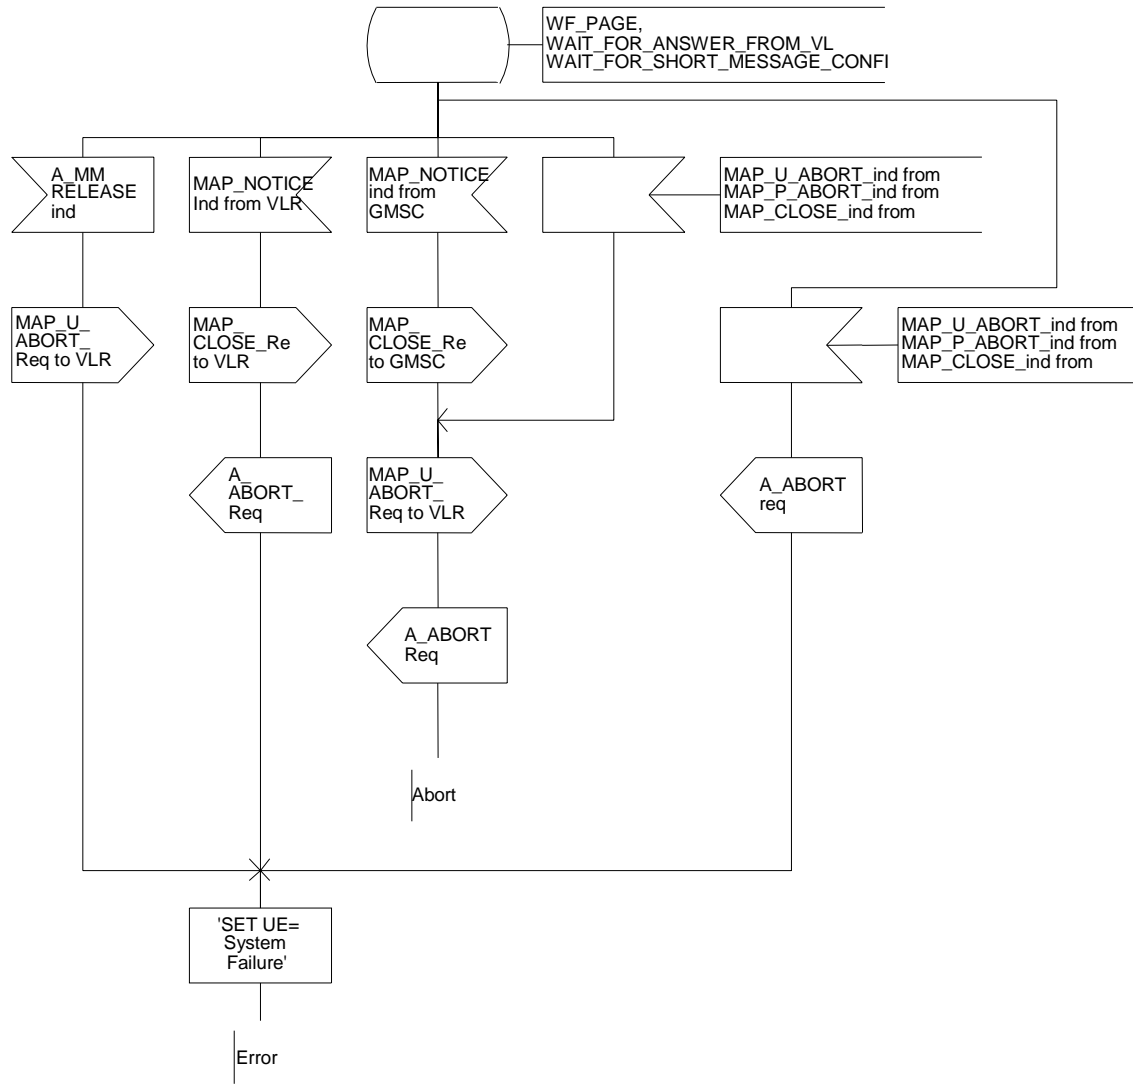 WF_PAGE,
WAIT_FOR_ANSWER_FROM_VL
WAIT_FOR_SHORT_MESSAGE_CONFI
A_MM
RELEASE
ind
MAP_NOTICE
Ind from VLR
MAP_NOTICE
ind from
GMSC
MAP_U_ABORT_ind from
MAP_P_ABORT_ind from
MAP_CLOSE_ind from
MAP_U_
ABORT_
Req to VLR
MAP_
CLOSE_Re
to VLR
MAP_
CLOSE_Re
to GMSC
MAP_U_ABORT_ind from
MAP_P_ABORT_ind from
MAP_CLOSE_ind from
A_
ABORT_
Req
MAP_U_
ABORT_
Req to VLR
A_ABORT
req
A_ABORT
Req
Abort
'SET UE=
System
Failure'
Error